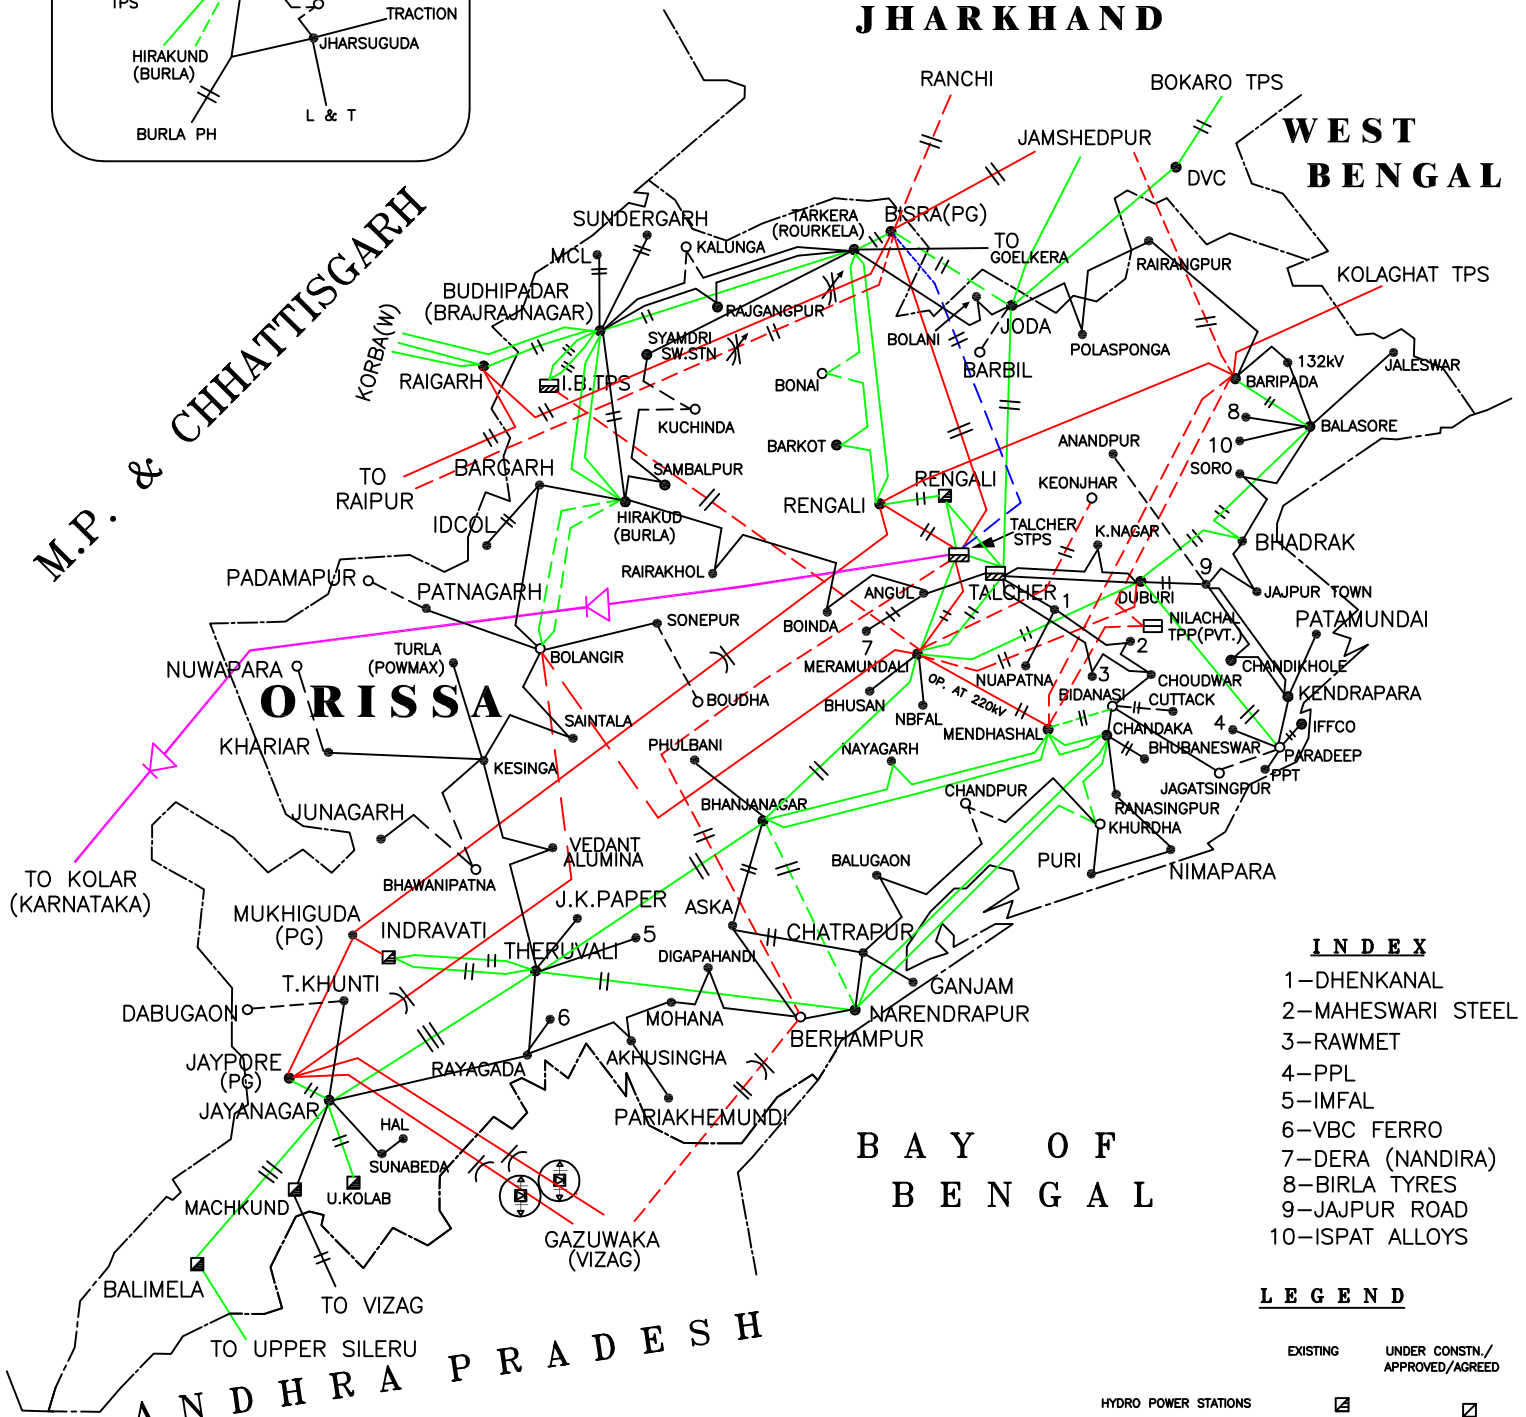 TPS
TRACTION
JHARSUGUDA
HIRAKUND
(BURLA)
L & T
BURLA PH
JHARKHAND
RANCHI
BOKARO TPS
JAMSHEDPUR
WEST
BENGAL
DVC
M.P. & CHHATTISGARH
SUNDERGARH
TARKERA
(ROURKELA)
BISRA(PG)
KALUNGA
TO
GOELKERA
MCL
RAIRANGPUR
KOLAGHAT TPS
BUDHIPADAR
(BRAJRAJNAGAR)
RAJGANGPUR
KORBA(W)
SYAMDRI
SW.STN
BOLANI
JODA
POLASPONGA
RAIGARH
I.B.TPS
BONAI
BARBIL
132kV
JALESWAR
BARIPADA
KUCHINDA
BARKOT
ANANDPUR
8
10
BALASORE
SORO
TO
RAIPUR
BARGARH
SAMBALPUR
RENGALI
RENGALI
KEONJHAR
IDCOL
HIRAKUD
(BURLA)
TALCHER
STPS
K.NAGAR
BHADRAK
PADAMAPUR
PATNAGARH
RAIRAKHOL
ANGUL
TALCHER
DUBURI
9
JAJPUR TOWN
SONEPUR
BOINDA
1
NILACHAL
TPP(PVT.)
PATAMUNDAI
NUWAPARA
TURLA
(POWMAX)
BOLANGIR
7
MERAMUNDALI
2
NUAPATNA
3
CHANDIKHOLE
CHOUDWAR
ORISSA
BOUDHA
BHUSAN
NBFAL
OP. AT 220kV
BIDANASI
CUTTACK
KENDRAPARA
SAINTALA
IFFCO
KHARIAR
KESINGA
PHULBANI
NAYAGARH
MENDHASHAL
CHANDAKA
4
BHUBANESWAR
PARADEEP
PPT
JAGATSINGPUR
CHANDPUR
RANASINGPUR
JUNAGARH
BHANJANAGAR
KHURDHA
VEDANT
ALUMINA
BALUGAON
PURI
NIMAPARA
TO KOLAR
(KARNATAKA)
BHAWANIPATNA
J.K.PAPER
MUKHIGUDA
(PG)
INDRAVATI
ASKA
CHATRAPUR
THERUVALI
5
DIGAPAHANDI
INDEX
T.KHUNTI
GANJAM
1-DHENKANAL
DABUGAON
6
MOHANA
NARENDRAPUR
2-MAHESWARI STEEL
BERHAMPUR
3-RAWMET
JAYPORE
(PG)
RAYAGADA
AKHUSINGHA
4-PPL
JAYANAGAR
PARIAKHEMUNDI
5-IMFAL
HAL
6-VBC FERRO
SUNABEDA
BAY OF
BENGAL
7-DERA (NANDIRA)
8-BIRLA TYRES
MACHKUND
U.KOLAB
9-JAJPUR ROAD
GAZUWAKA
(VIZAG)
10-ISPAT ALLOYS
BALIMELA
TO VIZAG
LEGEND
TO UPPER SILERU
EXISTING
UNDER CONSTN./
APPROVED/AGREED
ANDHRA PRADESH
HYDRO POWER STATIONS